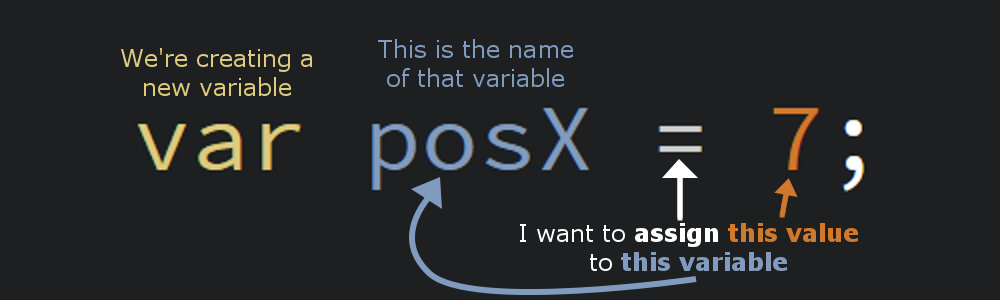 We're creating a
new variable
This is the name
of that variable
var posX = 7;
I want to assign this value
to this variable